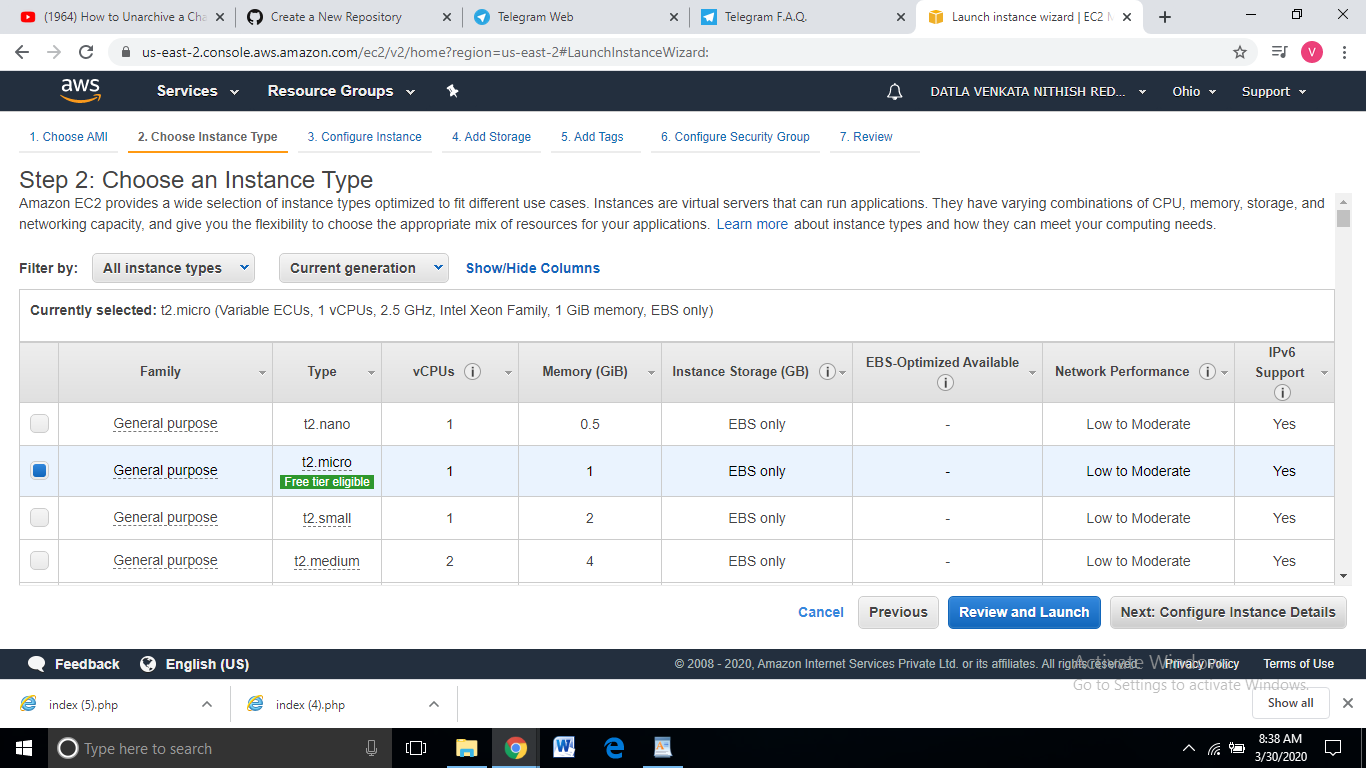 (1964) How to Unarchive a Cha
Create a New Repository
Telegram Web
Telegram F.A.Q.
Launch instance wizard | EC2 M
us-east-2.console.aws.amazon.com/ec2/v2/home?region=us-east-2#LaunchInstanceWizard:
V
aws
Services
Resource Groups
DATLA VENKATA NITHISH RED...
Ohio
Support
1. Choose AMI
2. Choose Instance Type
3. Configure Instance
4. Add Storage
5. Add Tags
6. Configure Security Group
7. Review
Step 2: Choose an Instance Type
Amazon EC2 provides a wide selection of instance types optimized to fit different use cases. Instances are virtual servers that can run applications. They have varying combinations of CPU, memory, storage, and
networking capacity, and give you the flexibility to choose the appropriate mix of resources for your applications. Learn more about instance types and how they can meet your computing needs.
Filter by: All instance types Current generation Show/Hide Columns
Currently selected: t2.micro (Variable ECUs, 1 vCPUs, 2.5 GHz, Intel Xeon Family, 1 GiB memory, EBS only)
Family Type vCPUs Memory (GiB) Instance Storage (GB) EBS-Optimized Available Network Performance IPv6 Support
General purpose t2.nano 1 0.5 EBS only - Low to Moderate Yes
General purpose t2.micro Free tier eligible 1 1 EBS only - Low to Moderate Yes
General purpose t2.small 1 2 EBS only - Low to Moderate Yes
General purpose t2.medium 2 4 EBS only - Low to Moderate Yes
Cancel Previous Review and Launch Next: Configure Instance Details
Feedback English (US) © 2008 - 2020, Amazon Internet Services Private Ltd. or its affiliates. All rights reserved. Privacy Policy Terms of Use
Activate Windows
Go to Settings to activate Windows.
index (5).php
index (4).php
Show all
Type here to search
8:38 AM
3/30/2020